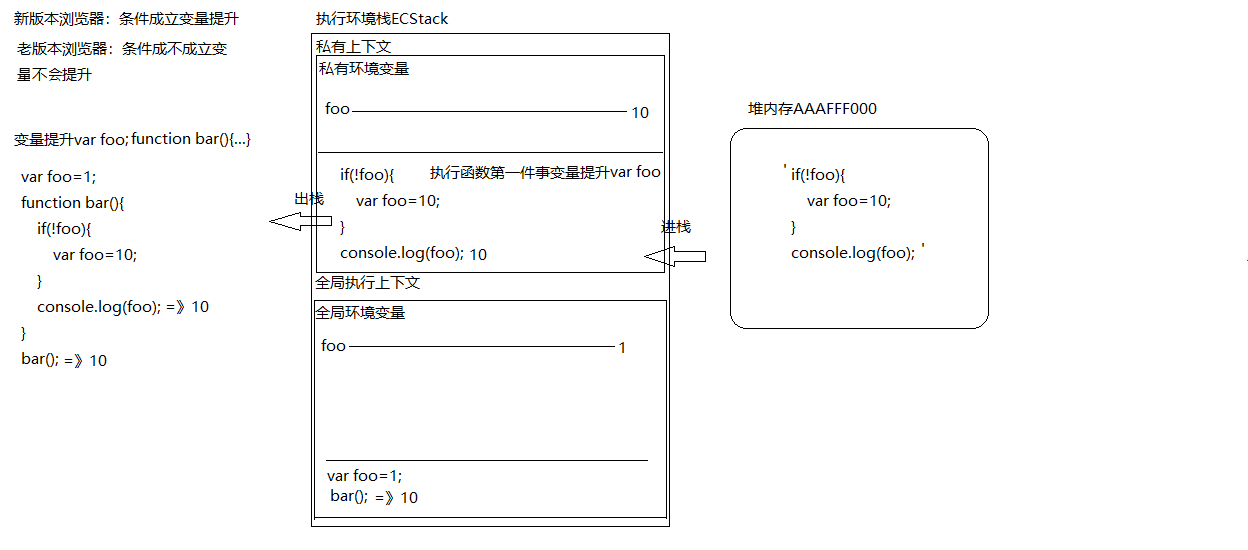 新版本浏览器：条件成立变量提升
老版本浏览器：条件成不成立变
量不会提升
变量提升var foo;function bar(){...}
var foo=1;
function bar(){
if(!foo){
var foo=10;
}
console.log(foo); =》10
}
bar(); =》10
执行环境栈ECStack
私有上下文
私有环境变量
foo 10
if(!foo){ 执行函数第一件事变量提升var foo
var foo=10;
}
console.log(foo); 10
出栈
进栈
全局执行上下文
全局环境变量
foo 1
var foo=1;
bar(); =》10
堆内存AAAFFF000
' if(!foo){
var foo=10;
}
console.log(foo); '